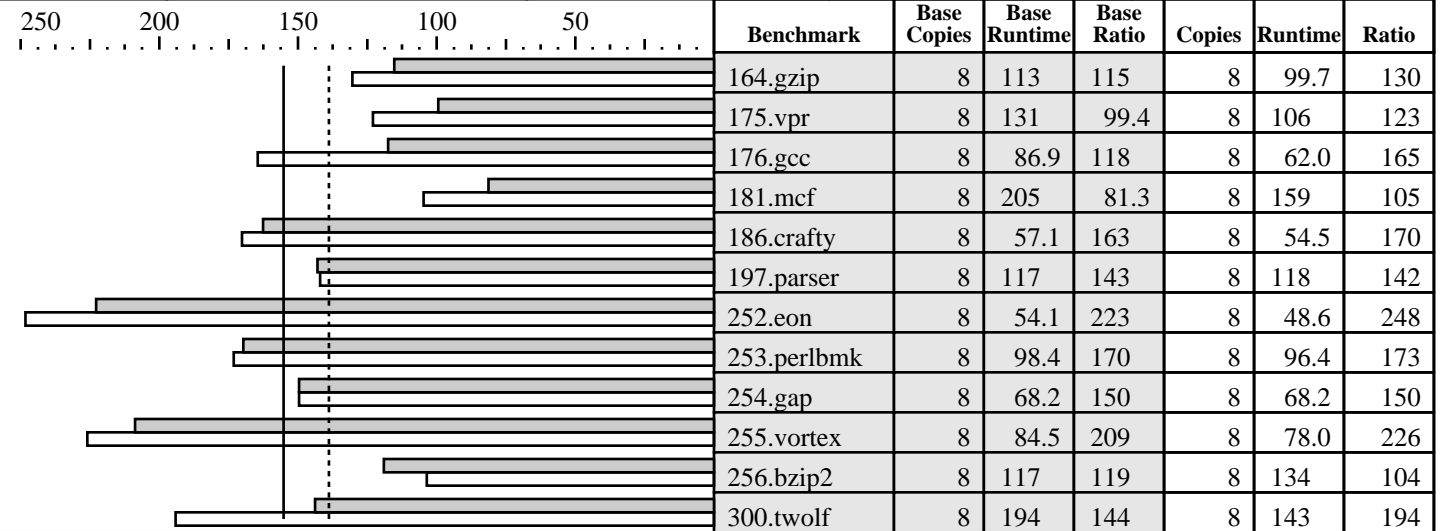 250 200 150 100 50
Benchmark Base Copies Base Runtime Base Ratio Copies Runtime Ratio
164.gzip 8 113 115 8 99.7 130
175.vpr 8 131 99.4 8 106 123
176.gcc 8 86.9 118 8 62.0 165
181.mcf 8 205 81.3 8 159 105
186.crafty 8 57.1 163 8 54.5 170
197.parser 8 117 143 8 118 142
252.eon 8 54.1 223 8 48.6 248
253.perlbmk 8 98.4 170 8 96.4 173
254.gap 8 68.2 150 8 68.2 150
255.vortex 8 84.5 209 8 78.0 226
256.bzip2 8 117 119 8 134 104
300.twolf 8 194 144 8 143 194